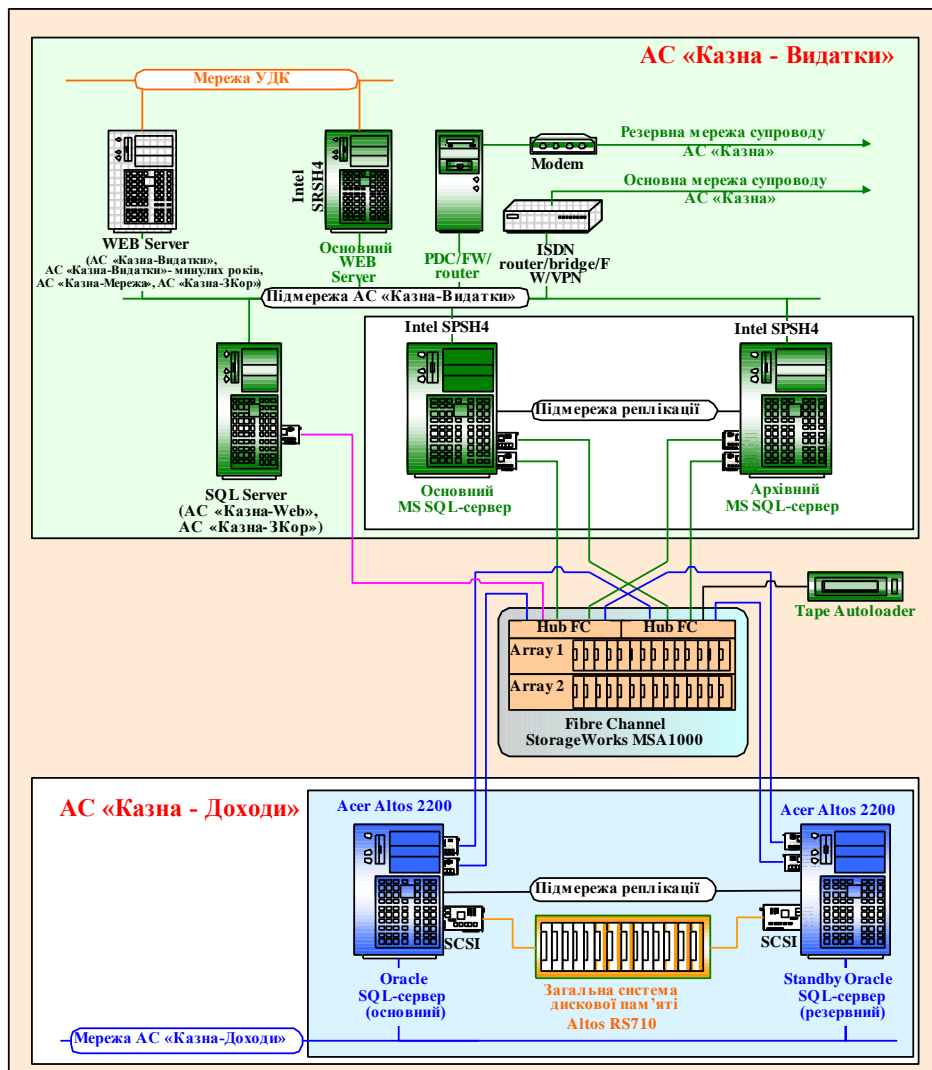 АС «Казна - Видатки»
Мережа УДК
Intel
SRSH4
Modem
Резервна мережа супроводу
АС «Казна»
Основна мережа супроводу
АС «Казна»
WEB Server
(АС «Казна-Видатки»,
АС «Казна-Видатки»- минулих років,
АС «Казна-Мережа», АС «Казна-ЗКор»)
Основний
WEB
Server
PDC/FW/
router
ISDN
router/bridge/F
W/VPN
Підмережа АС «Казна-Видатки»
Intel SPSH4
Intel SPSH4
Підмережа реплікації
SQL Server
(АС «Казна-Web»,
АС «Казна-ЗКор»)
Основний
MS SQL-сервер
Архівний
MS SQL-сервер
Tape Autoloader
Hub FC
Hub FC
Array 1
Array 2
Fibre Channel
StorageWorks MSA1000
АС «Казна - Доходи»
Acer Altos 2200
Acer Altos 2200
Підмережа реплікації
SCSI
SCSI
Oracle
SQL-сервер
(основний)
Загальна система
дискової пам’яті
Altos RS710
Standby Oracle
SQL-сервер
(резервний)
Мережа АС «Казна-Доходи»